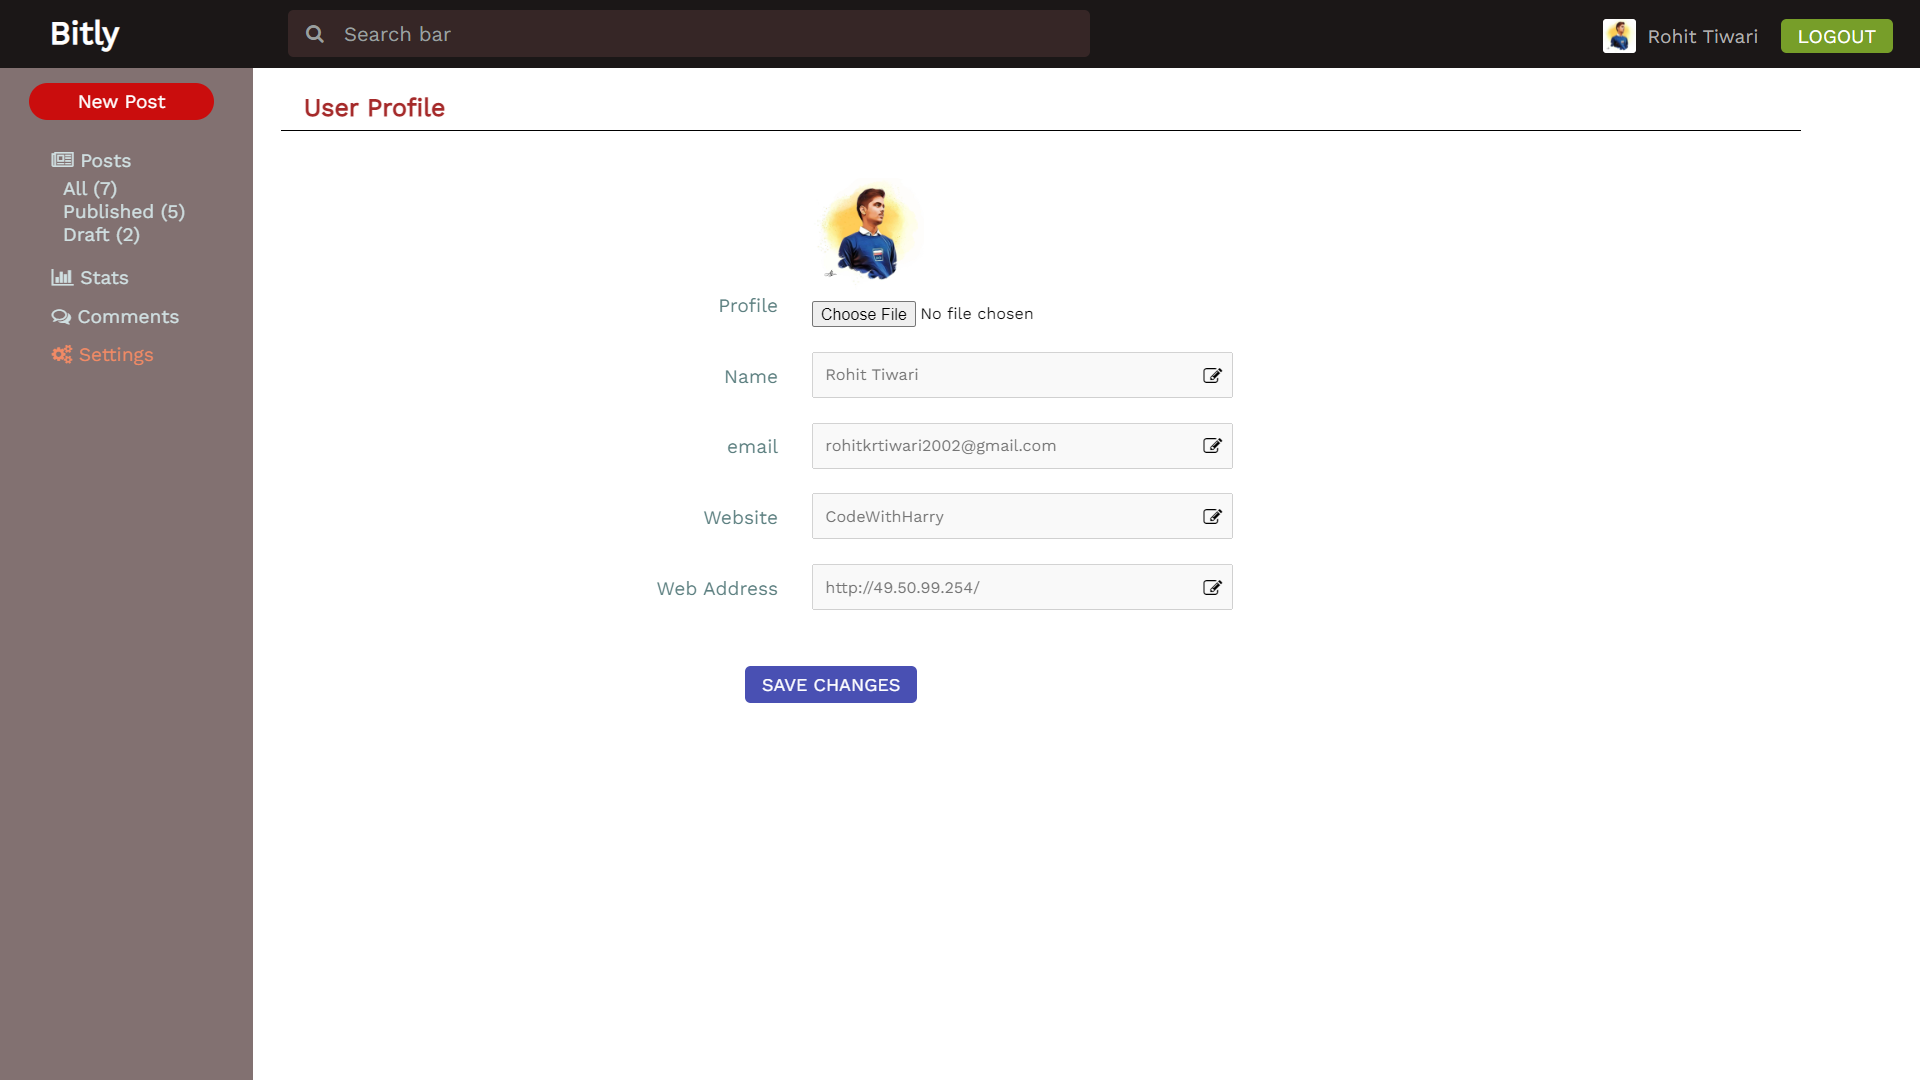 Bitly
Search bar
Rohit Tiwari
LOGOUT
New Post
Posts
All (7)
Published (5)
Draft (2)
Stats
Comments
Settings
User Profile
Profile
Choose File No file chosen
Name
Rohit Tiwari
email
rohitkrtiwari2002@gmail.com
Website
CodeWithHarry
Web Address
http://49.50.99.254/
SAVE CHANGES